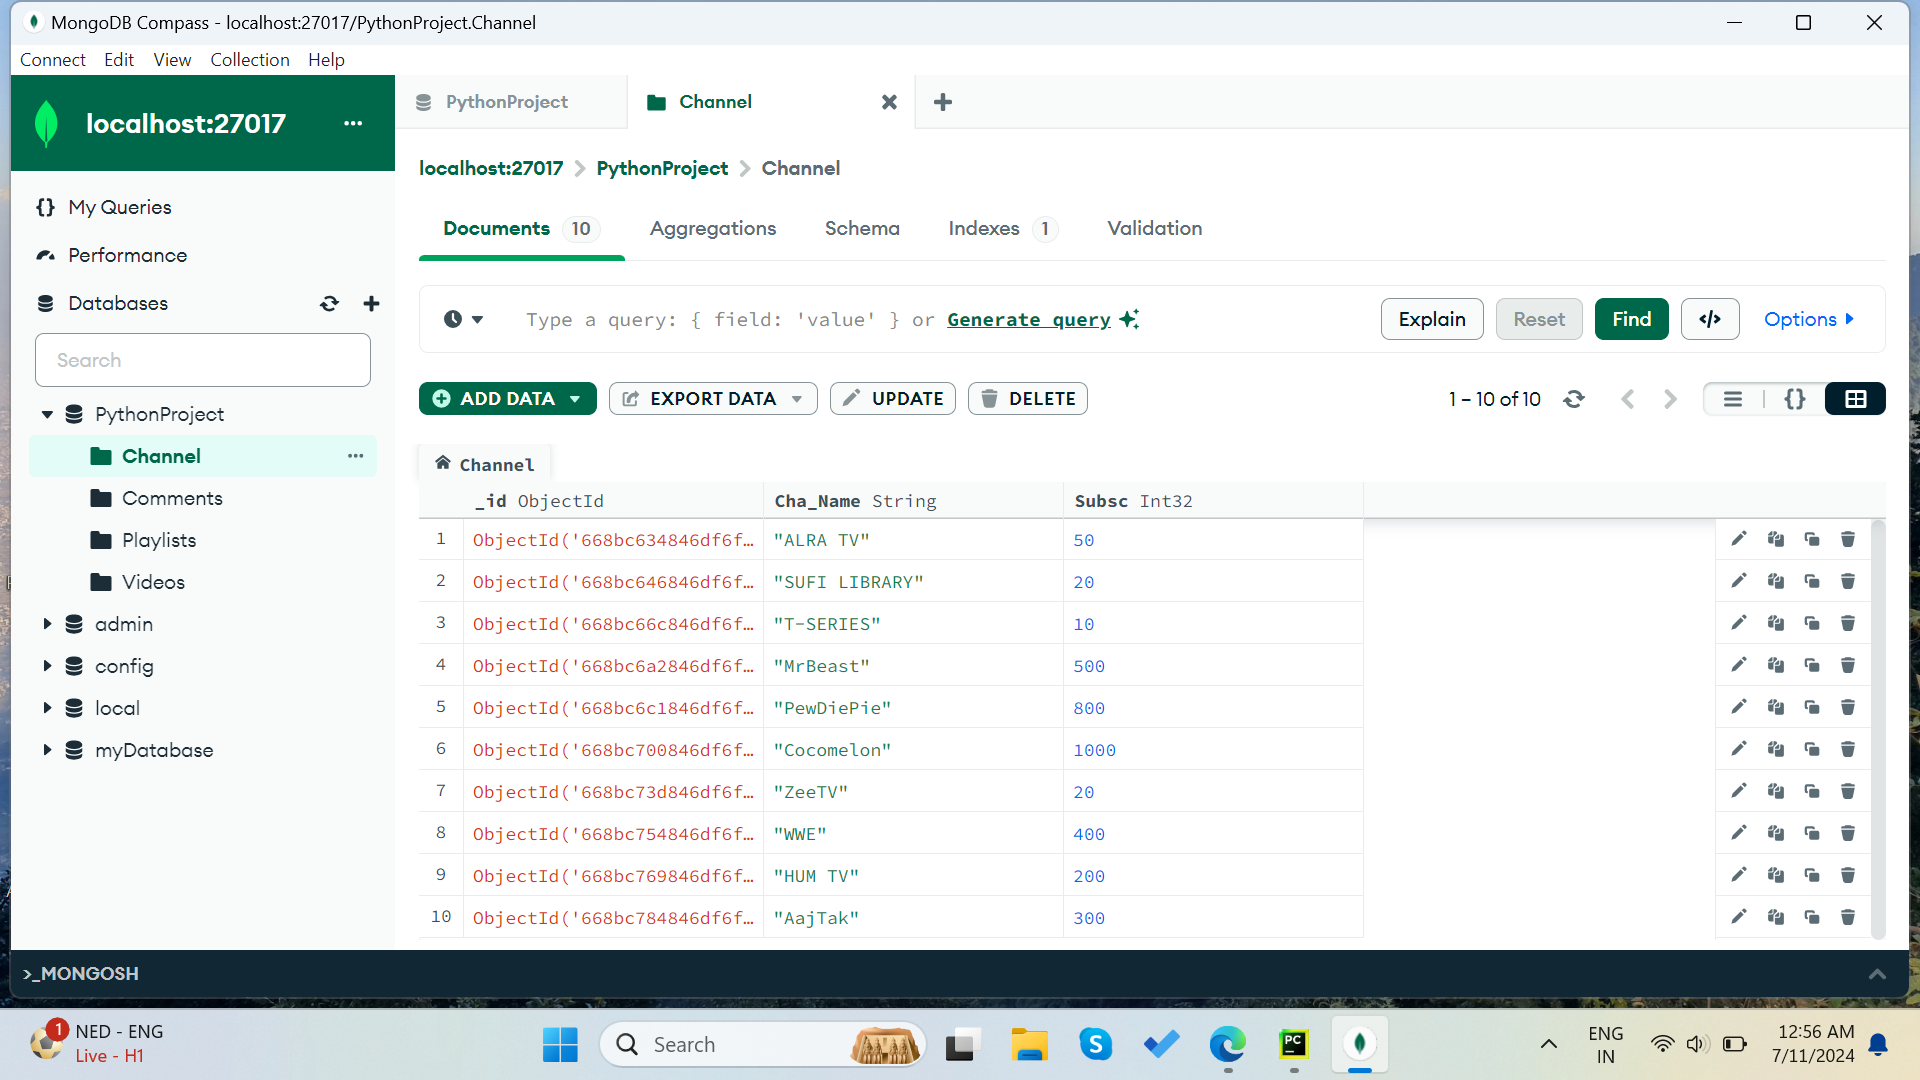 MongoDB Compass - localhost:27017/PythonProject.Channel
Connect Edit View Collection Help
localhost:27017 ...
PythonProject
Channel
localhost:27017 > PythonProject > Channel
My Queries
Performance
Databases
Search
PythonProject
Channel ...
Comments
Playlists
Videos
admin
config
local
myDatabase
Documents 10 Aggregations Schema Indexes 1 Validation
Type a query: { field: 'value' } or Generate query
Explain Reset Find </> Options
ADD DATA EXPORT DATA UPDATE DELETE
1 – 10 of 10 {}
Channel
_id ObjectId Cha_Name String Subsc Int32
1 ObjectId('668bc634846df6f… "ALRA TV" 50
2 ObjectId('668bc646846df6f… "SUFI LIBRARY" 20
3 ObjectId('668bc66c846df6f… "T-SERIES" 10
4 ObjectId('668bc6a2846df6f… "MrBeast" 500
5 ObjectId('668bc6c1846df6f… "PewDiePie" 800
6 ObjectId('668bc700846df6f… "Cocomelon" 1000
7 ObjectId('668bc73d846df6f… "ZeeTV" 20
8 ObjectId('668bc754846df6f… "WWE" 400
9 ObjectId('668bc769846df6f… "HUM TV" 200
10 ObjectId('668bc784846df6f… "AajTak" 300
>_MONGOSH
1 NED - ENG
Live - H1
Search
S
PC
ENG
IN
12:56 AM
7/11/2024